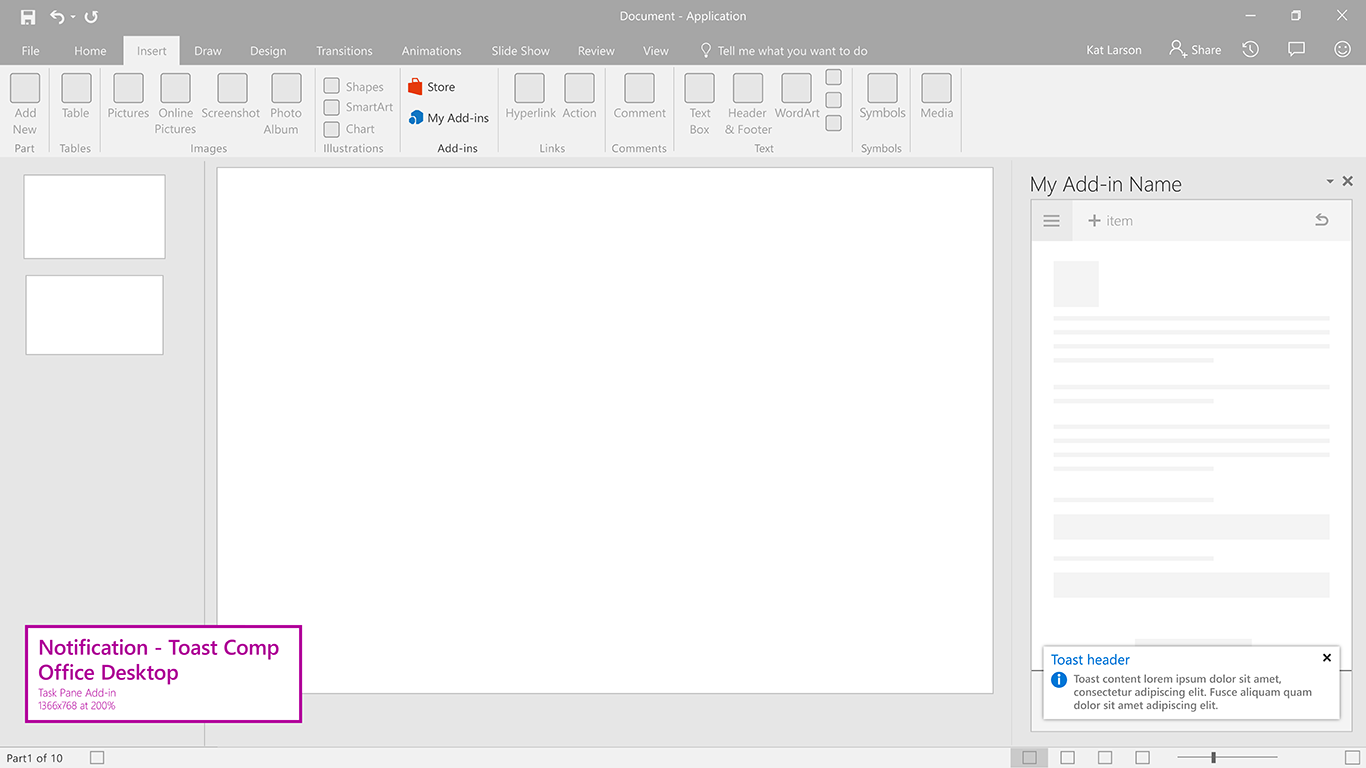 Document - Application
File Home Insert Draw Design Transitions Animations Slide Show Review View Tell me what you want to do Kat Larson Share
Add New
Table
Pictures
Online Pictures
Screenshot
Photo Album
Shapes
SmartArt
Chart
Store
My Add-ins
Hyperlink
Action
Comment
Text Box
Header & Footer
WordArt
Symbols
Media
Part Tables Images Illustrations Add-ins Links Comments Text Symbols
My Add-in Name
+ item
Notification - Toast Comp
Office Desktop
Task Pane Add-in
1366x768 at 200%
Toast header
Toast content lorem ipsum dolor sit amet,
consectetur adipiscing elit. Fusce aliquam quam
dolor sit amet adipiscing elit.
Part1 of 10